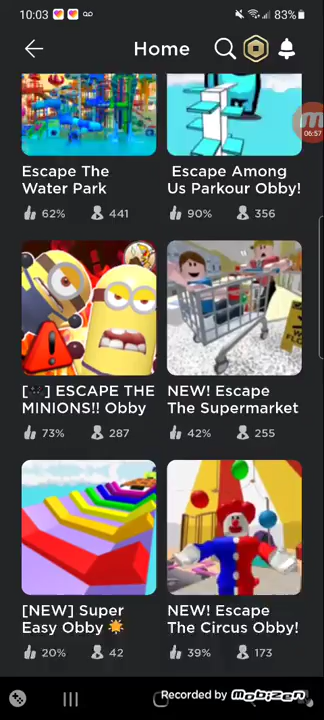 10:03
83%
Home
06:57
Escape The
Water Park
62% 441
Escape Among
Us Parkour Obby!
90% 356
[🎮] ESCAPE THE
MINIONS!! Obby
73% 287
NEW! Escape
The Supermarket
42% 255
[NEW] Super
Easy Obby ☀️
20% 42
NEW! Escape
The Circus Obby!
39% 173
Recorded by mobizen